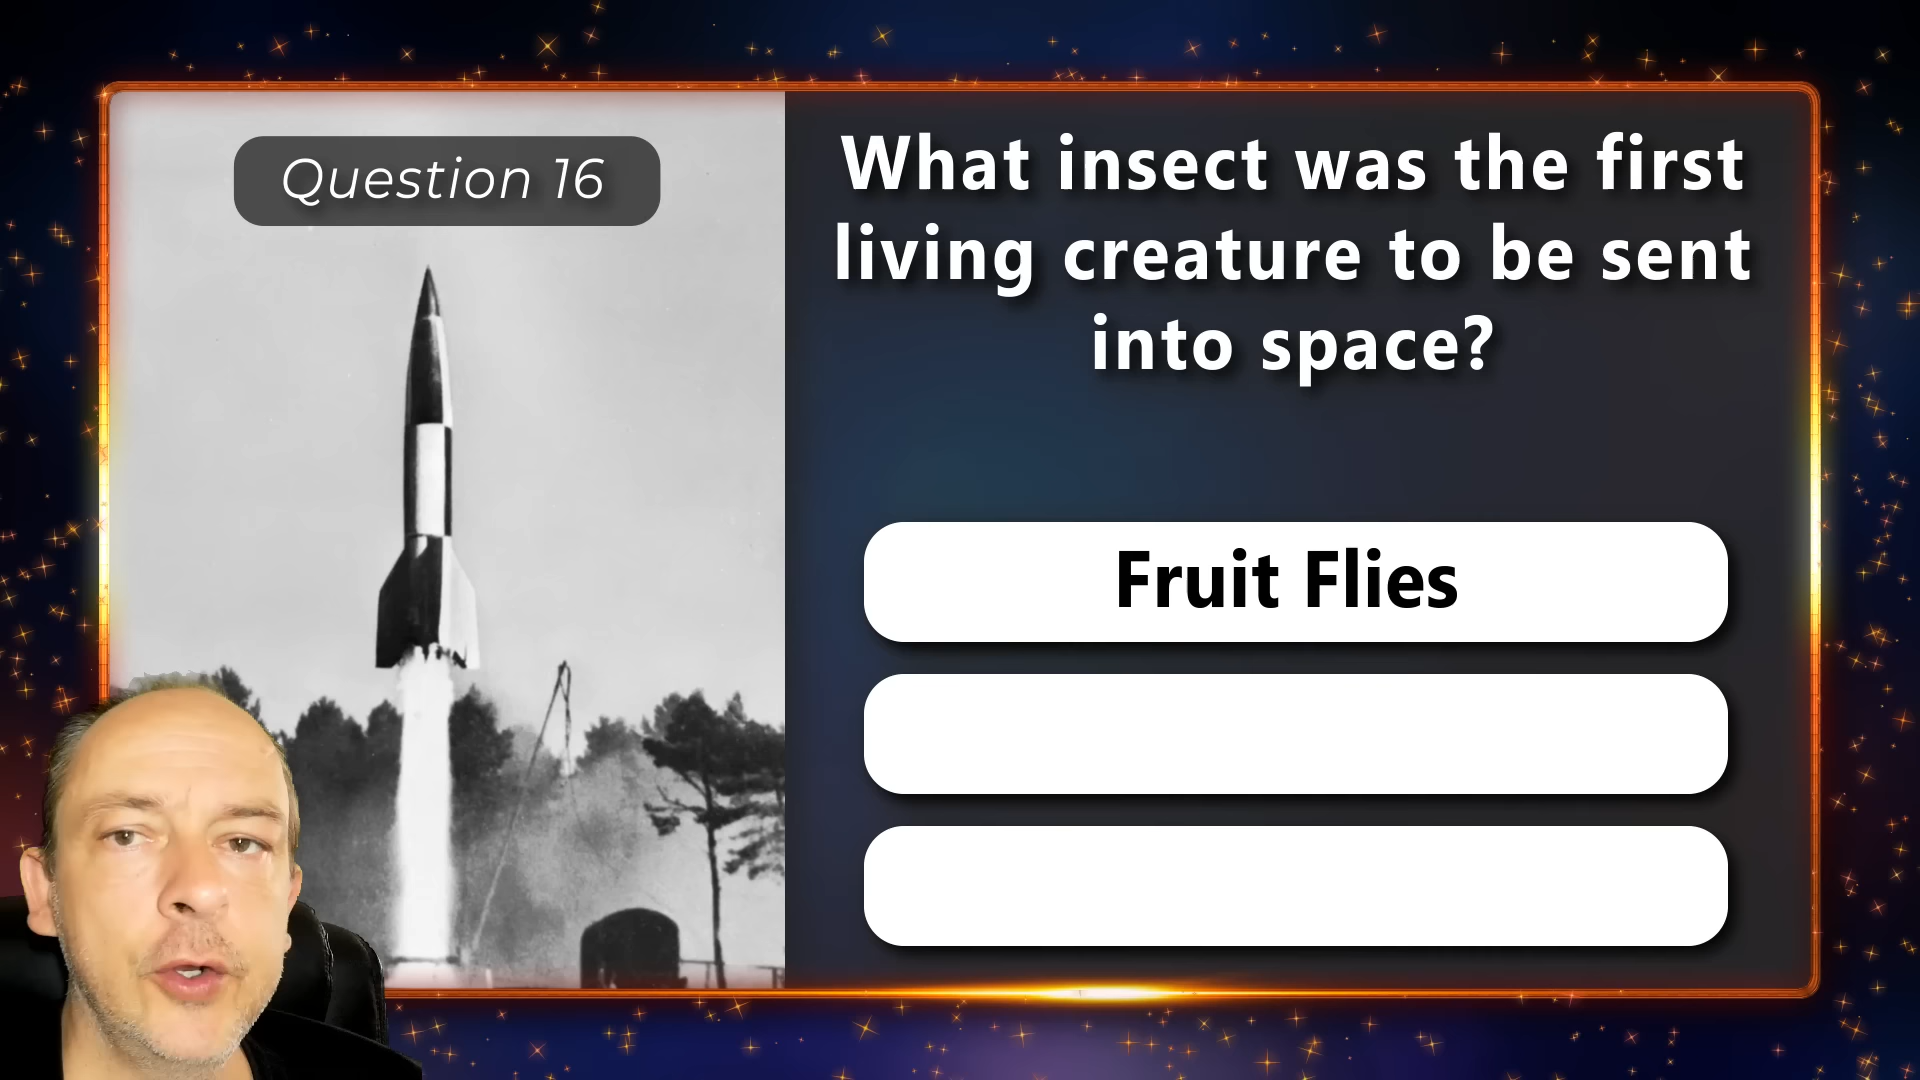 Question 16
What insect was the first
living creature to be sent
into space?
Fruit Flies